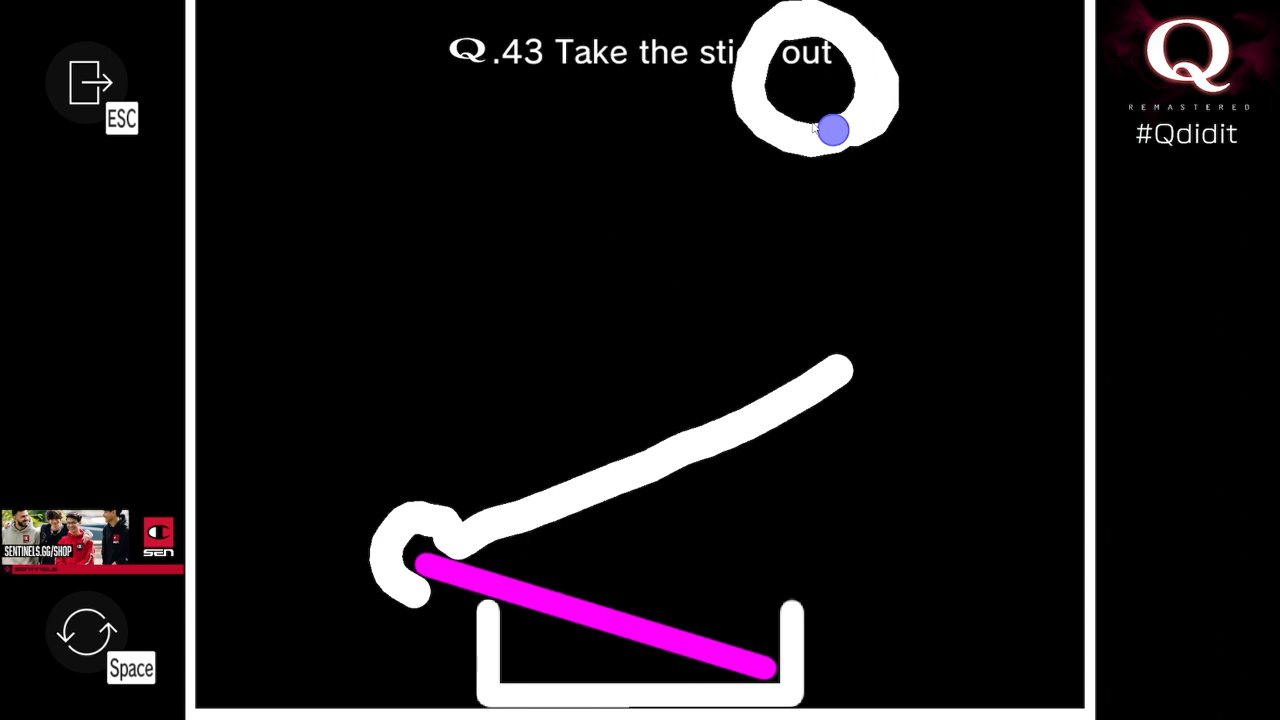 Q.43 Take the sti out
ESC
Q
REMASTERED
#Qdidit
SENTINELS.GG/SHOP
SEN
Space